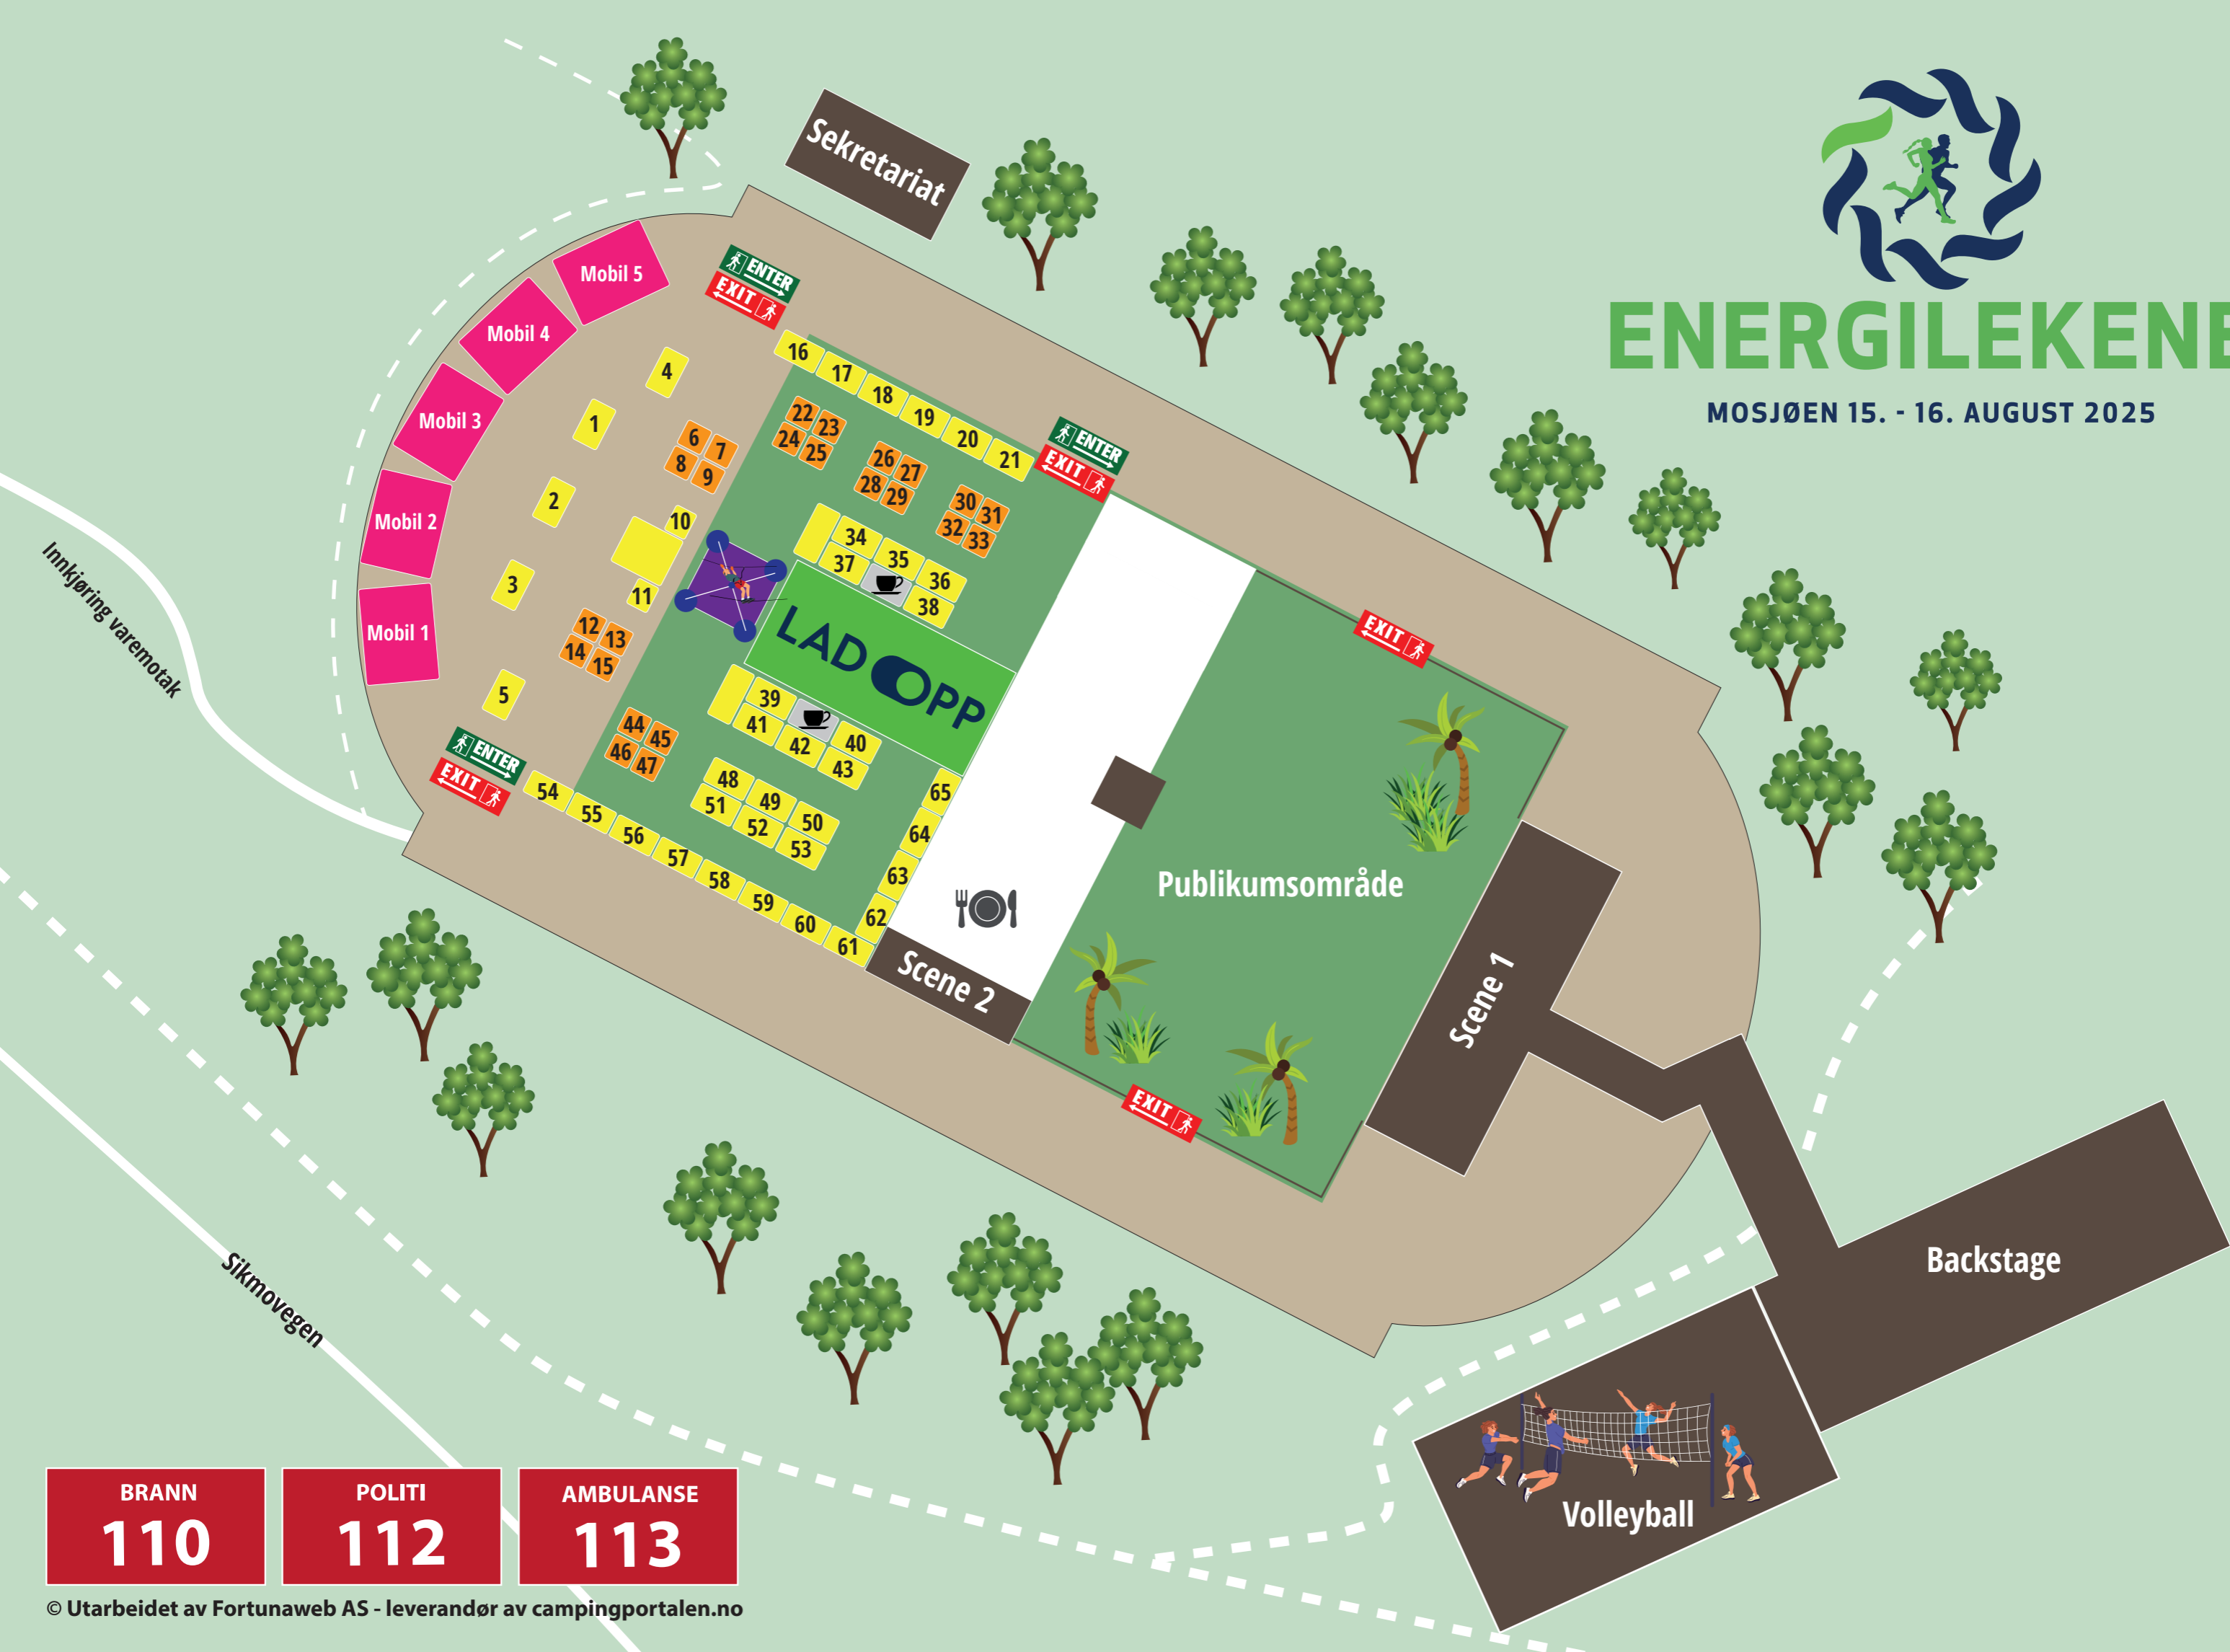 Sekretariat
ENERGILEKENE
MOSJØEN 15. - 16. AUGUST 2025
Mobil 5
Mobil 4
Mobil 3
Mobil 2
Mobil 1
ENTER
EXIT
4
1
2
3
5
6
7
8
9
10
11
12
13
14
15
16
17
18
19
20
21
ENTER
EXIT
22
23
24
25
26
27
28
29
30
31
32
33
34
35
36
37
38
LADOPP
39
40
41
42
43
44
45
46
47
48
49
50
51
52
53
ENTER
EXIT
54
55
56
57
58
59
60
61
62
63
64
65
EXIT
Publikumsområde
Scene 2
Scene 1
EXIT
Innkjøring varemotak
Sikmovegen
Backstage
Volleyball
BRANN
110
POLITI
112
AMBULANSE
113
© Utarbeidet av Fortunaweb AS - leverandør av campingportalen.no